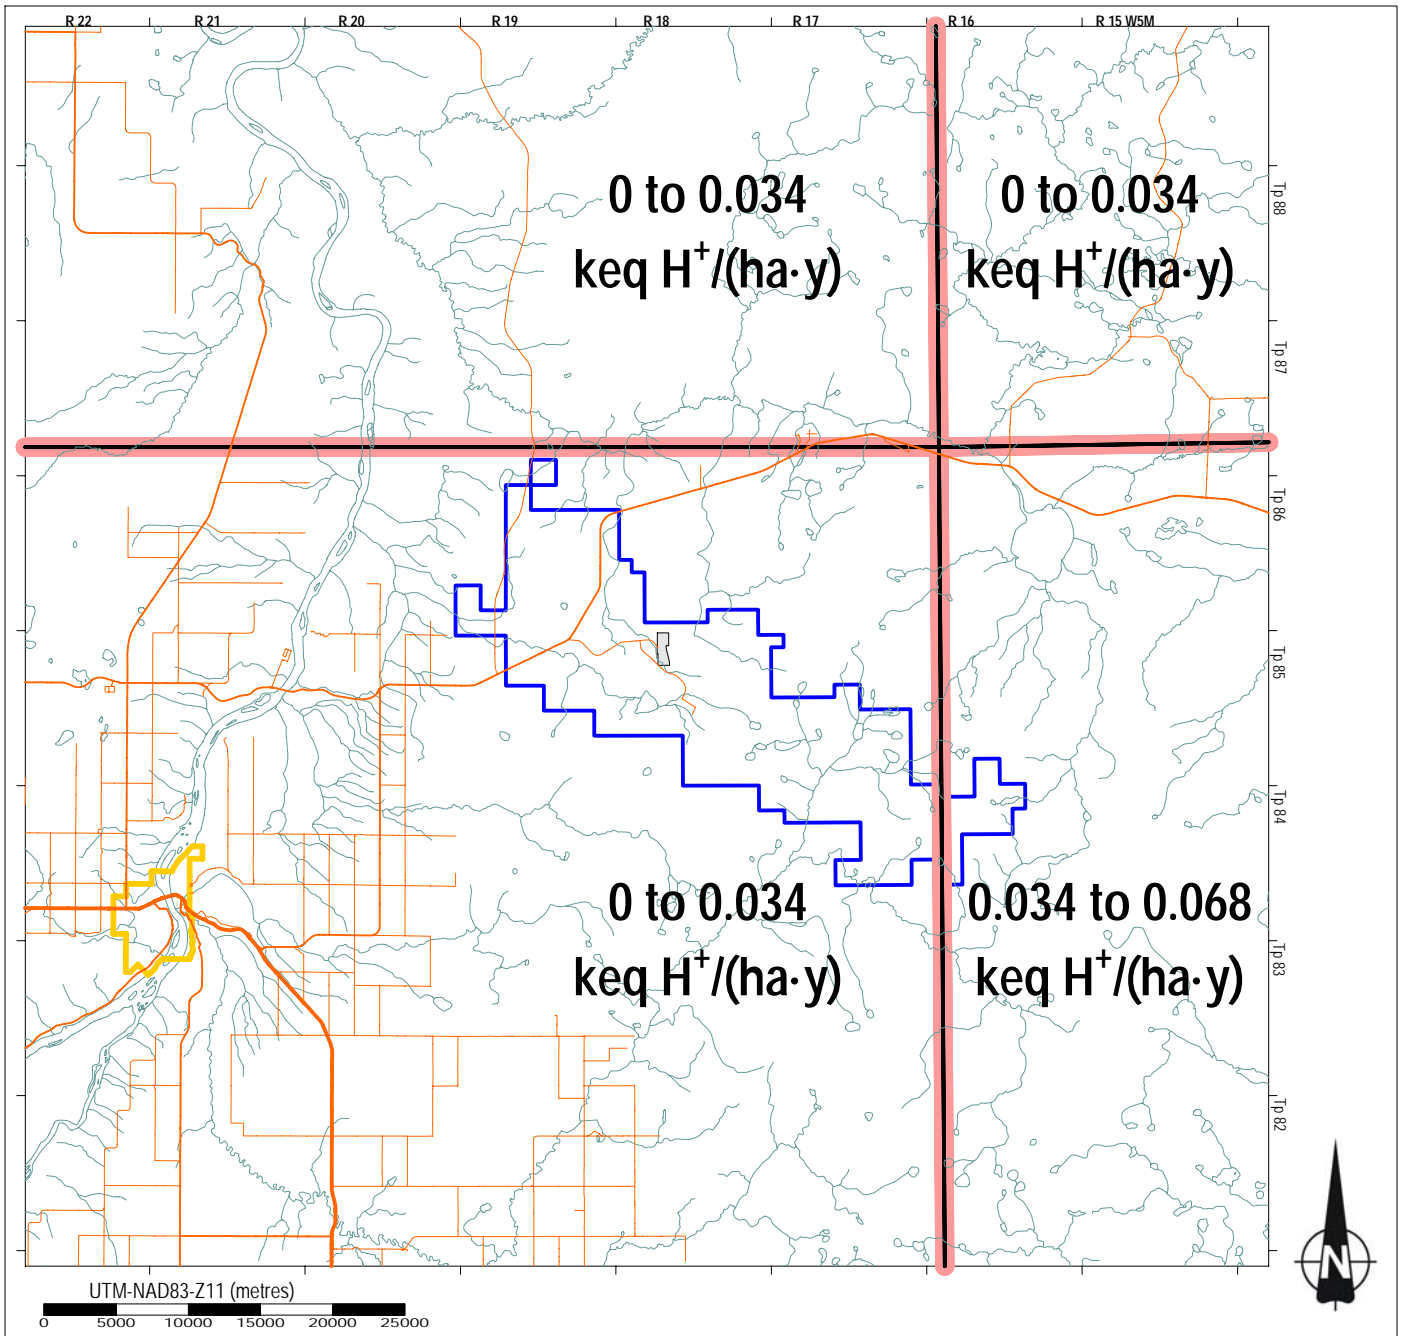 R 22 R 21 R 20 R 19 R 18 R 17 R 16 R 15 W5M
0 to 0.034
keq H⁺/(ha·y)
0 to 0.034
keq H⁺/(ha·y)
Tp 88
Tp 87
Tp 86
Tp 85
Tp 84
0 to 0.034
keq H⁺/(ha·y)
0.034 to 0.068
keq H⁺/(ha·y)
Tp 83
Tp 82
N
UTM-NAD83-Z11 (metres)
0 5000 10000 15000 20000 25000